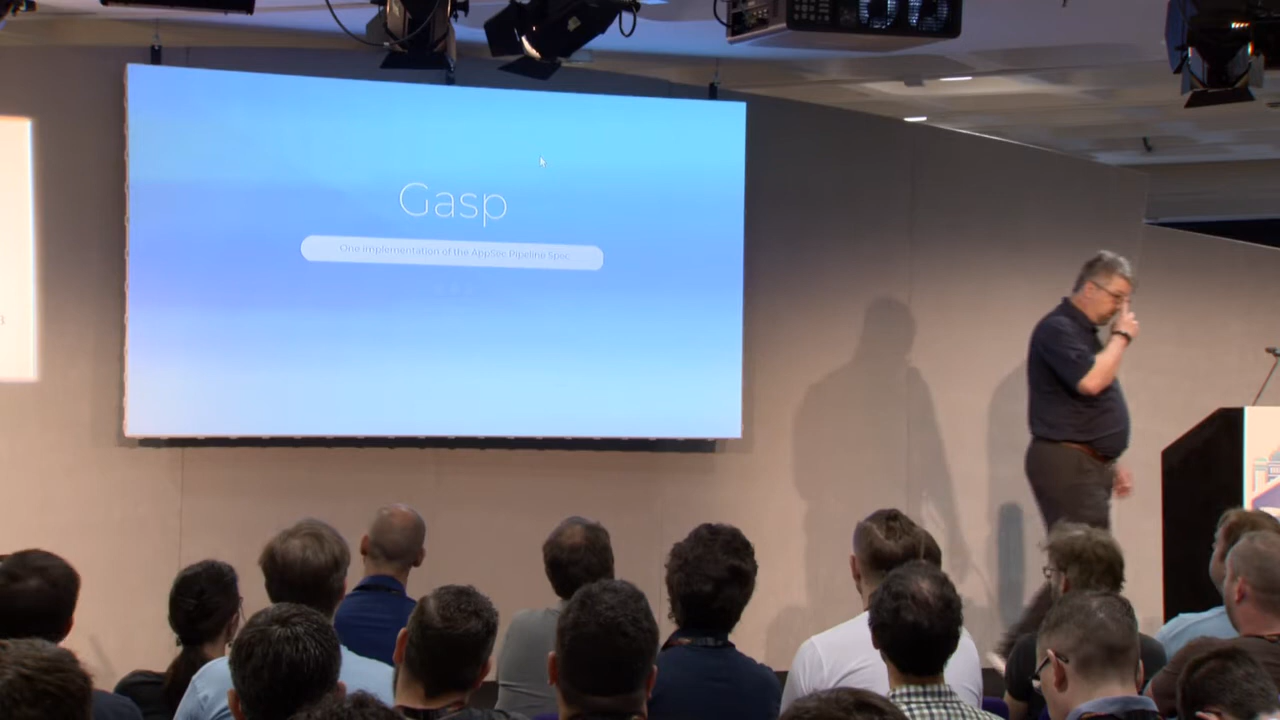 Gasp
One implementation of the AppSec Pipeline Spec